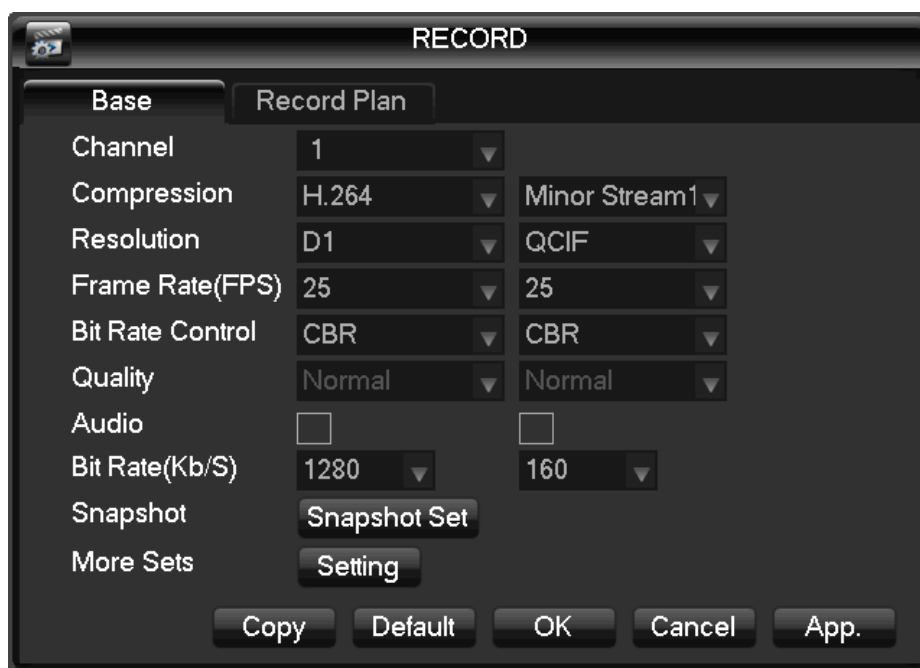 RECORD
Base Record Plan
Channel 1
Compression H.264 Minor Stream1
Resolution D1 QCIF
Frame Rate(FPS) 25 25
Bit Rate Control CBR CBR
Quality Normal Normal
Audio
Bit Rate(Kb/S) 1280 160
Snapshot Snapshot Set
More Sets Setting
Copy Default OK Cancel App.